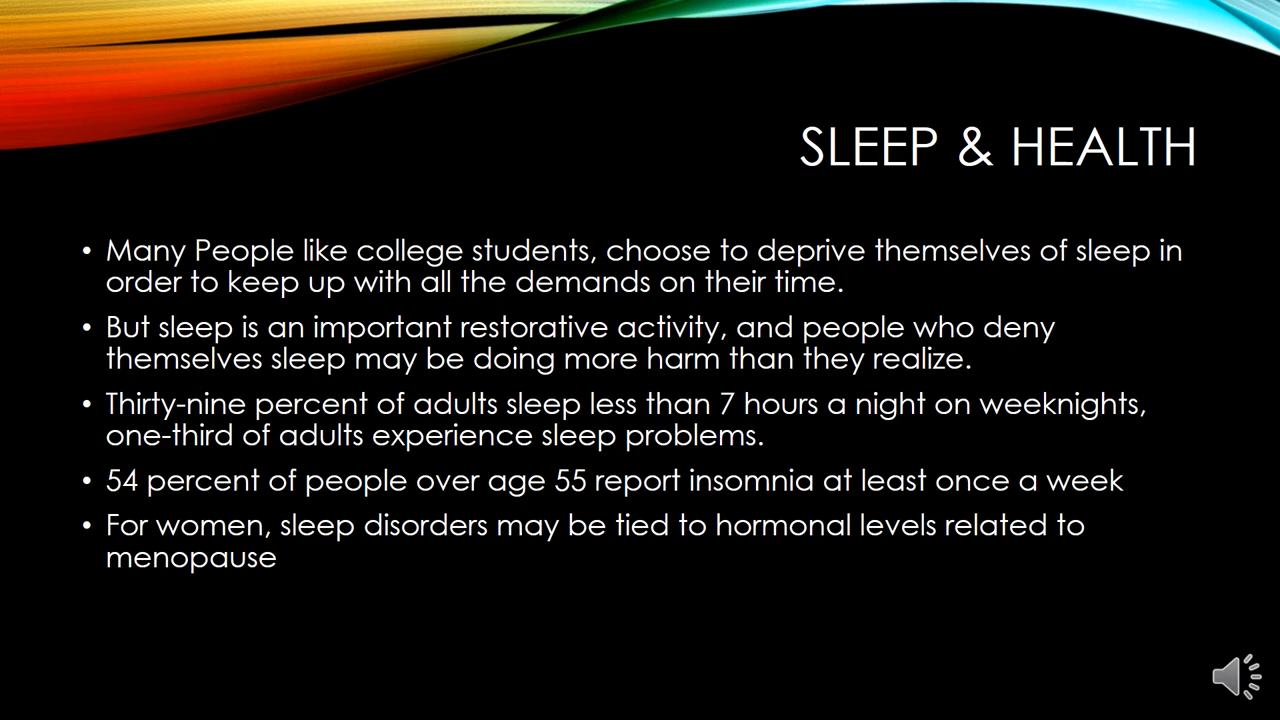 SLEEP & HEALTH
• Many People like college students, choose to deprive themselves of sleep in
order to keep up with all the demands on their time.
• But sleep is an important restorative activity, and people who deny
themselves sleep may be doing more harm than they realize.
• Thirty-nine percent of adults sleep less than 7 hours a night on weeknights,
one-third of adults experience sleep problems.
• 54 percent of people over age 55 report insomnia at least once a week
• For women, sleep disorders may be tied to hormonal levels related to
menopause